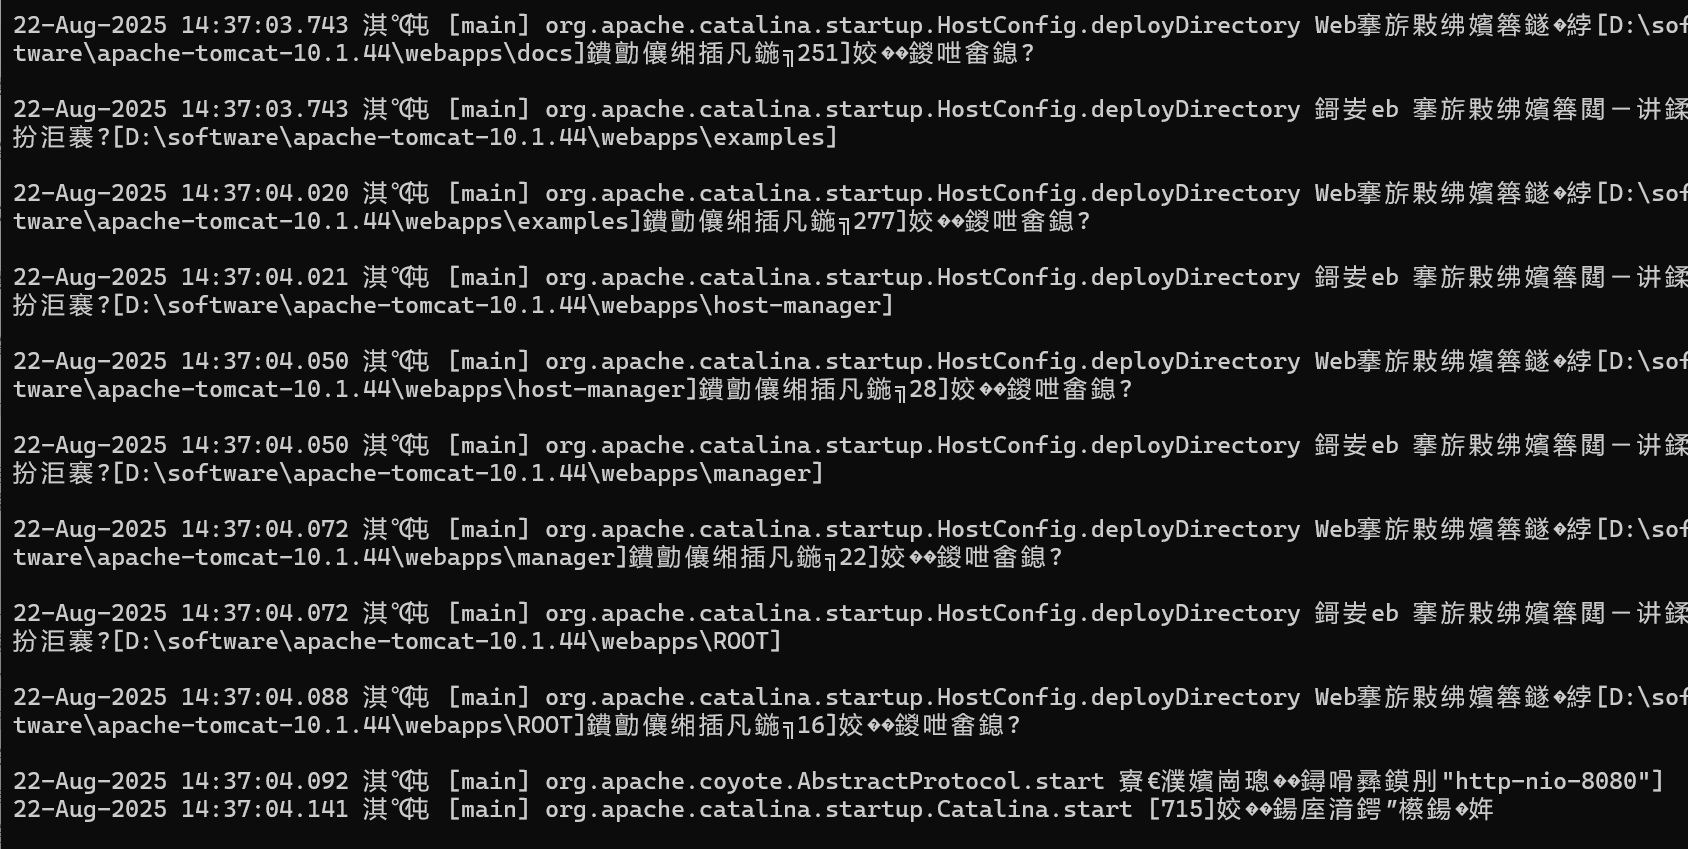 22-Aug-2025 14:37:03.743 淇℃伅 [main] org.apache.catalina.startup.HostConfig.deployDirectory Web搴旂敤绋嬪簭鐩�綍[D:\sof
tware\apache-tomcat-10.1.44\webapps\docs]鐨勯儴缃插凡鍦╗251]姣��鍐呭畬鎴?
22-Aug-2025 14:37:03.743 淇℃伅 [main] org.apache.catalina.startup.HostConfig.deployDirectory 鎶妛eb 搴旂敤绋嬪簭閮ㄧ讲鍒
扮洰褰?[D:\software\apache-tomcat-10.1.44\webapps\examples]
22-Aug-2025 14:37:04.020 淇℃伅 [main] org.apache.catalina.startup.HostConfig.deployDirectory Web搴旂敤绋嬪簭鐩�綍[D:\sof
tware\apache-tomcat-10.1.44\webapps\examples]鐨勯儴缃插凡鍦╗277]姣��鍐呭畬鎴?
22-Aug-2025 14:37:04.021 淇℃伅 [main] org.apache.catalina.startup.HostConfig.deployDirectory 鎶妛eb 搴旂敤绋嬪簭閮ㄧ讲鍒
扮洰褰?[D:\software\apache-tomcat-10.1.44\webapps\host-manager]
22-Aug-2025 14:37:04.050 淇℃伅 [main] org.apache.catalina.startup.HostConfig.deployDirectory Web搴旂敤绋嬪簭鐩�綍[D:\sof
tware\apache-tomcat-10.1.44\webapps\host-manager]鐨勯儴缃插凡鍦╗28]姣��鍐呭畬鎴?
22-Aug-2025 14:37:04.050 淇℃伅 [main] org.apache.catalina.startup.HostConfig.deployDirectory 鎶妛eb 搴旂敤绋嬪簭閮ㄧ讲鍒
扮洰褰?[D:\software\apache-tomcat-10.1.44\webapps\manager]
22-Aug-2025 14:37:04.072 淇℃伅 [main] org.apache.catalina.startup.HostConfig.deployDirectory Web搴旂敤绋嬪簭鐩�綍[D:\sof
tware\apache-tomcat-10.1.44\webapps\manager]鐨勯儴缃插凡鍦╗22]姣��鍐呭畬鎴?
22-Aug-2025 14:37:04.072 淇℃伅 [main] org.apache.catalina.startup.HostConfig.deployDirectory 鎶妛eb 搴旂敤绋嬪簭閮ㄧ讲鍒
扮洰褰?[D:\software\apache-tomcat-10.1.44\webapps\ROOT]
22-Aug-2025 14:37:04.088 淇℃伅 [main] org.apache.catalina.startup.HostConfig.deployDirectory Web搴旂敤绋嬪簭鐩�綍[D:\sof
tware\apache-tomcat-10.1.44\webapps\ROOT]鐨勯儴缃插凡鍦╗16]姣��鍐呭畬鎴?
22-Aug-2025 14:37:04.092 淇℃伅 [main] org.apache.coyote.AbstractProtocol.start 寮€濮嬪崗璁��鐞嗗彞鏌刐"http-nio-8080"]
22-Aug-2025 14:37:04.141 淇℃伅 [main] org.apache.catalina.startup.Catalina.start [715]姣��鍚庢湇鍔″櫒鍚�姩